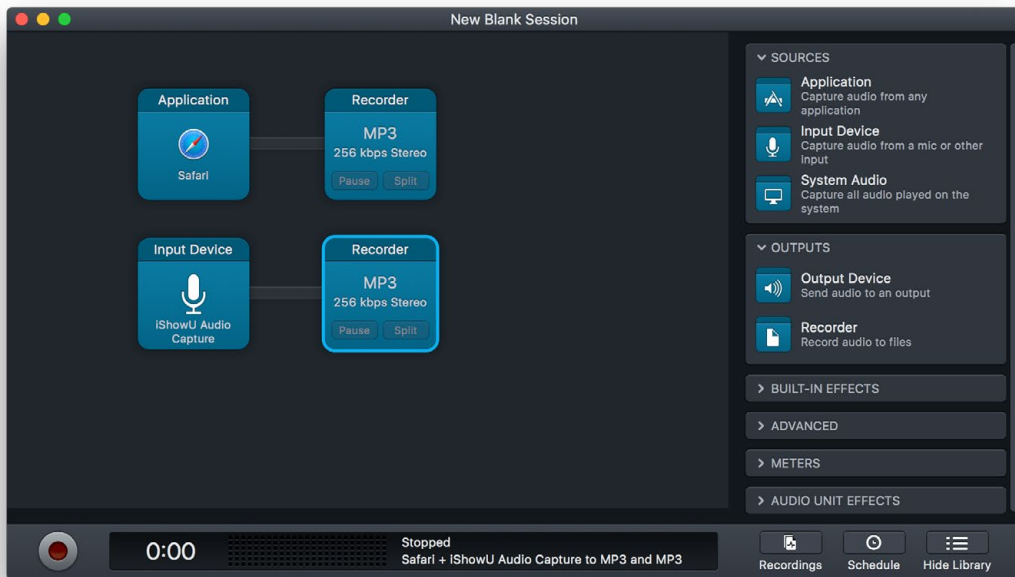 New Blank Session
Application
Safari
Recorder
MP3
256 kbps Stereo
Pause Split
Input Device
iShowU Audio
Capture
Recorder
MP3
256 kbps Stereo
Pause Split
SOURCES
Application
Capture audio from any
application
Input Device
Capture audio from a mic or other
input
System Audio
Capture all audio played on the
system
OUTPUTS
Output Device
Send audio to an output
Recorder
Record audio to files
BUILT-IN EFFECTS
ADVANCED
METERS
AUDIO UNIT EFFECTS
0:00
Stopped
Safari + iShowU Audio Capture to MP3 and MP3
Recordings Schedule Hide Library